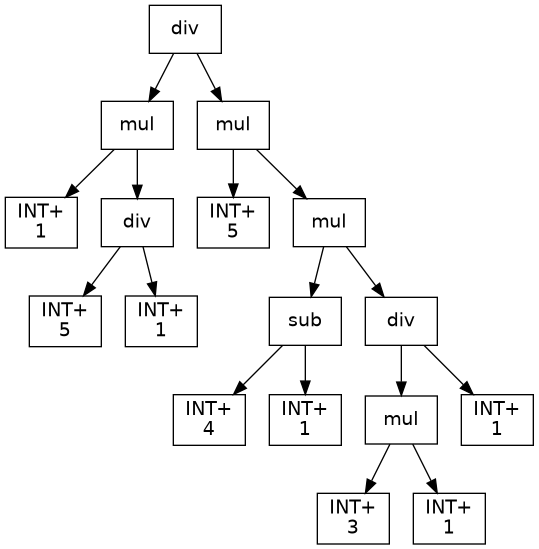 div
mul
mul
INT+
1
div
INT+
5
mul
INT+
5
INT+
1
sub
div
INT+
4
INT+
1
mul
INT+
1
INT+
3
INT+
1